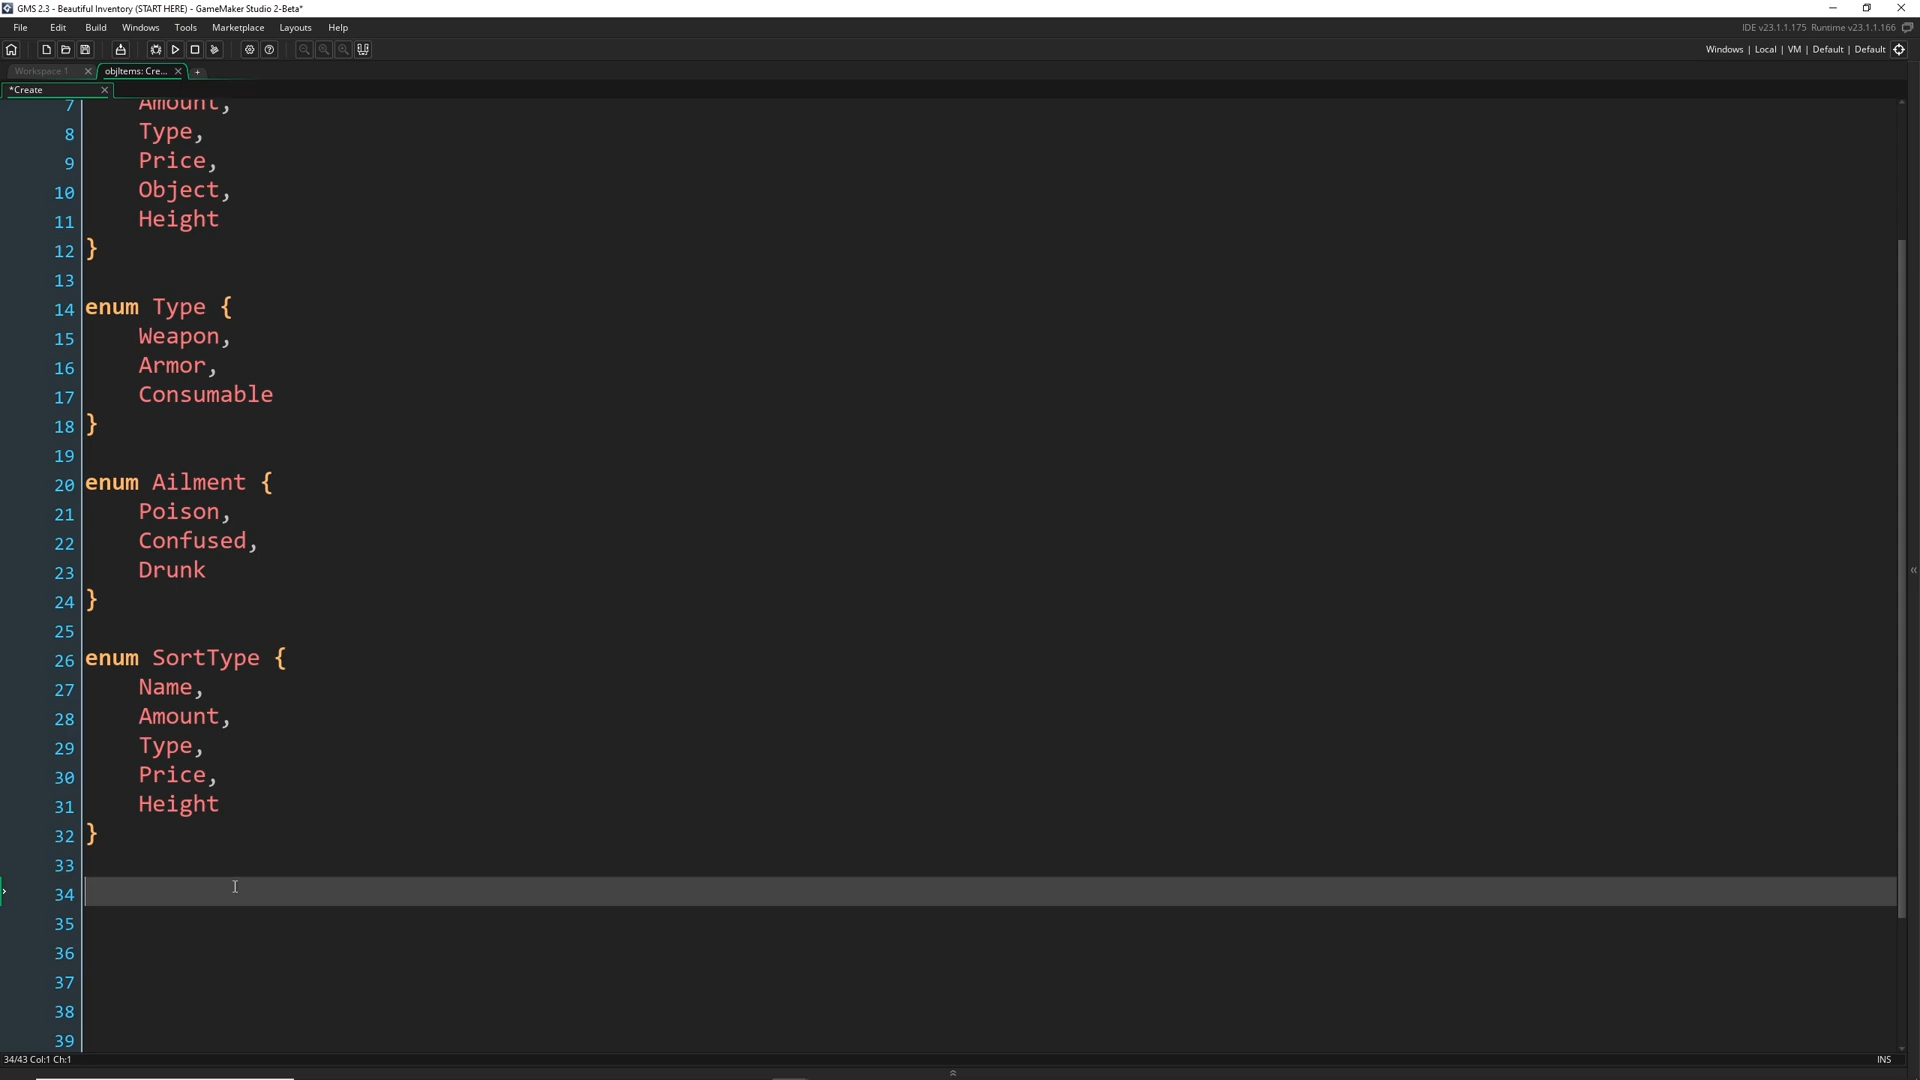 GMS 2.3 - Beautiful Inventory (START HERE) - GameMaker Studio 2-Beta*
File Edit Build Windows Tools Marketplace Layouts Help
IDE v23.1.1.175 Runtime v23.1.1.166
Windows | Local | VM | Default | Default
Workspace 1
objItems: Cre...
*Create
7 Amount,
8 Type,
9 Price,
10 Object,
11 Height
12 }
13
14 enum Type {
15 Weapon,
16 Armor,
17 Consumable
18 }
19
20 enum Ailment {
21 Poison,
22 Confused,
23 Drunk
24 }
25
26 enum SortType {
27 Name,
28 Amount,
29 Type,
30 Price,
31 Height
32 }
33
34
35
36
37
38
39
34/43 Col:1 Ch:1
INS